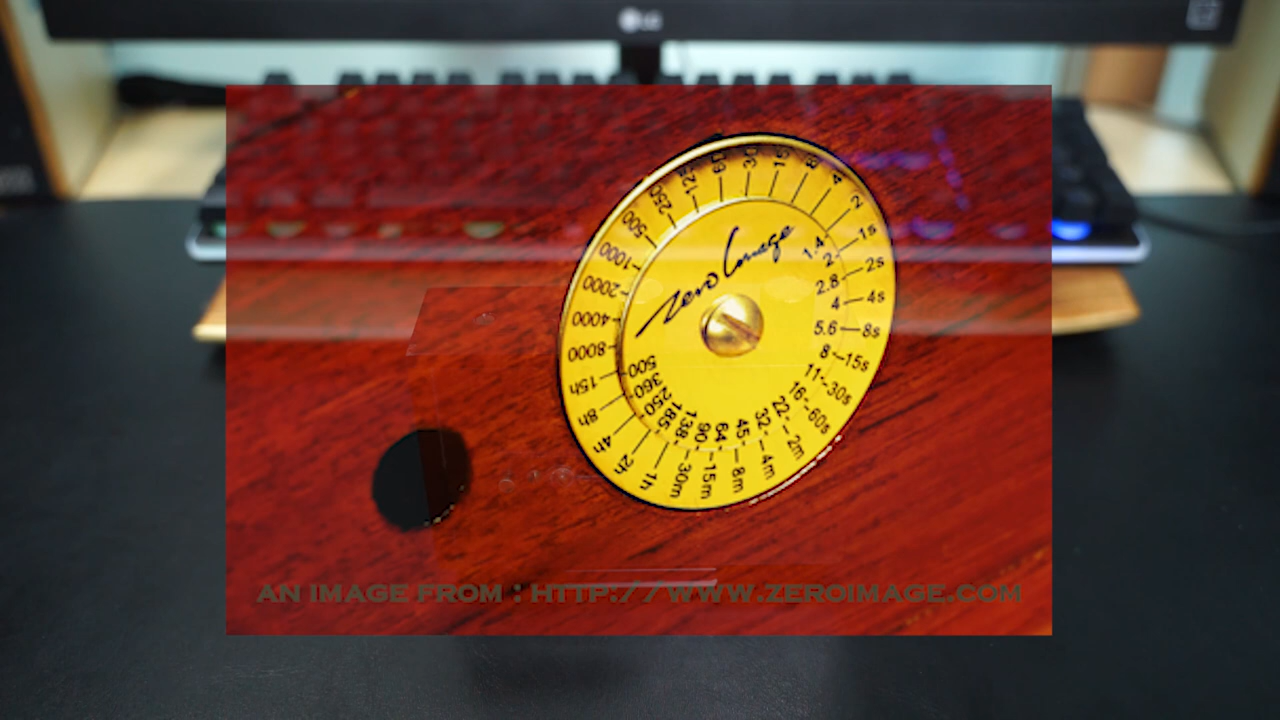 LG
Zero Image
2 4 8 15 30 60 125 250 500 1000 2000 4000 8000 15h 8h 4h 2h 1h 30m 15m 8m 4m 2m 60s 30s 15s 8s 4s 2s 1s
1.4 2 2.8 4 5.6 8 11 16 22 32 45 64 90 138 185 250 360 500
AN IMAGE FROM : HTTP://WWW.ZEROIMAGE.COM